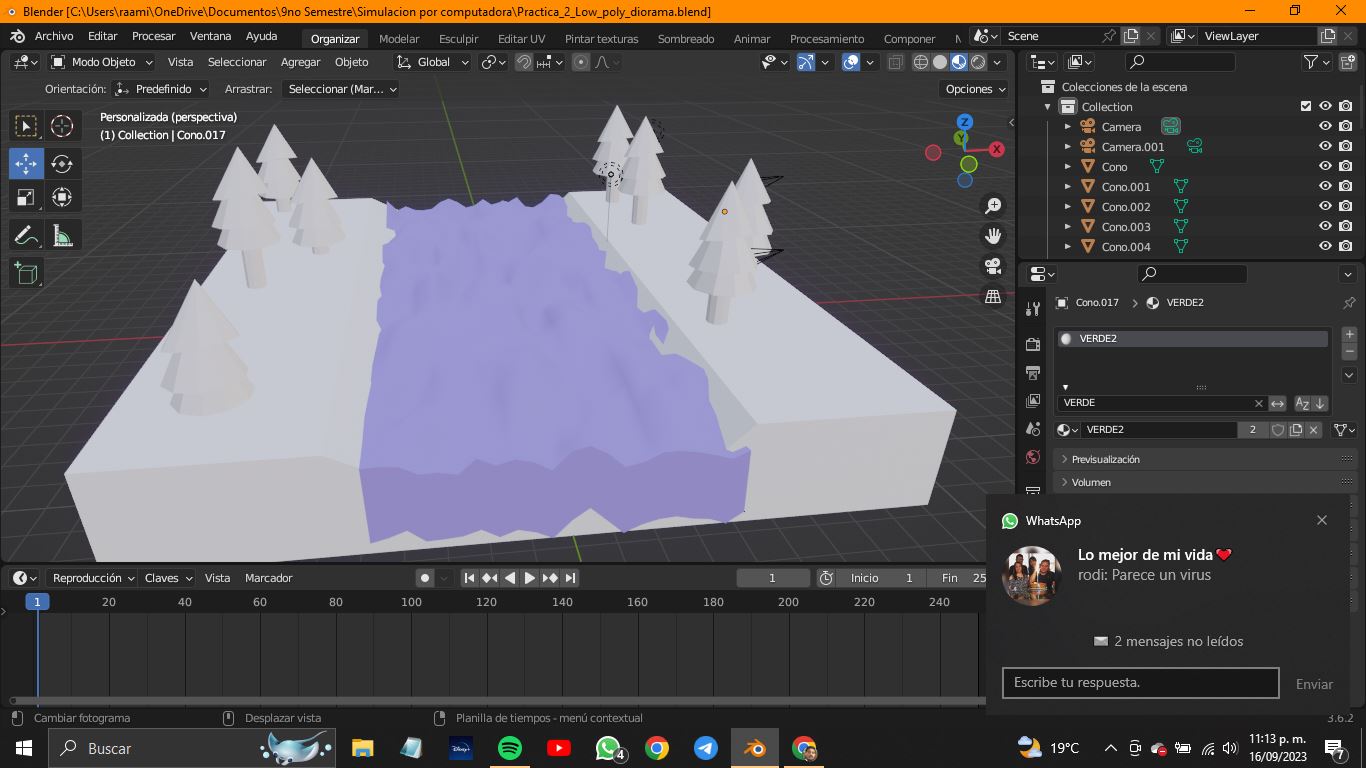 Blender [C:\Users\raami\OneDrive\Documentos\9no Semestre\Simulacion por computadora\Practica_2_Low_poly_diorama.blend]
Archivo Editar Procesar Ventana Ayuda Organizar Modelar Esculpir Editar UV Pintar texturas Sombreado Animar Proyectamiento Componer Scene ViewLayer
Modo Objeto Vista Seleccionar Agregar Objeto Global
Orientación: Predefinido Arrastrar: Seleccionar (Mar... Opciones
Personalizada (perspectiva)
(1) Collection | Cono.017
Z
Y
X
Colecciones de la escena
Collection
Camera
Camera.001
Cono
Cono.001
Cono.002
Cono.003
Cono.004
Cono.017 VERDE2
VERDE2
VERDE
VERDE2 2
Previsualización
Volumen
Reproducción Claves Vista Marcador 1 Inicio 1 Fin 25
1 20 40 60 80 100 120 140 160 180 200 220 240
WhatsApp
Lo mejor de mi vida❤
rodi: Parece un virus
2 mensajes no leídos
Escribe tu respuesta. Enviar
Cambiar fotograma Desplazar vista Planilla de tiempos - menú contextual 3.6.2
Buscar Disney+ 4 19°C 11:13 p. m.
16/09/2023 7